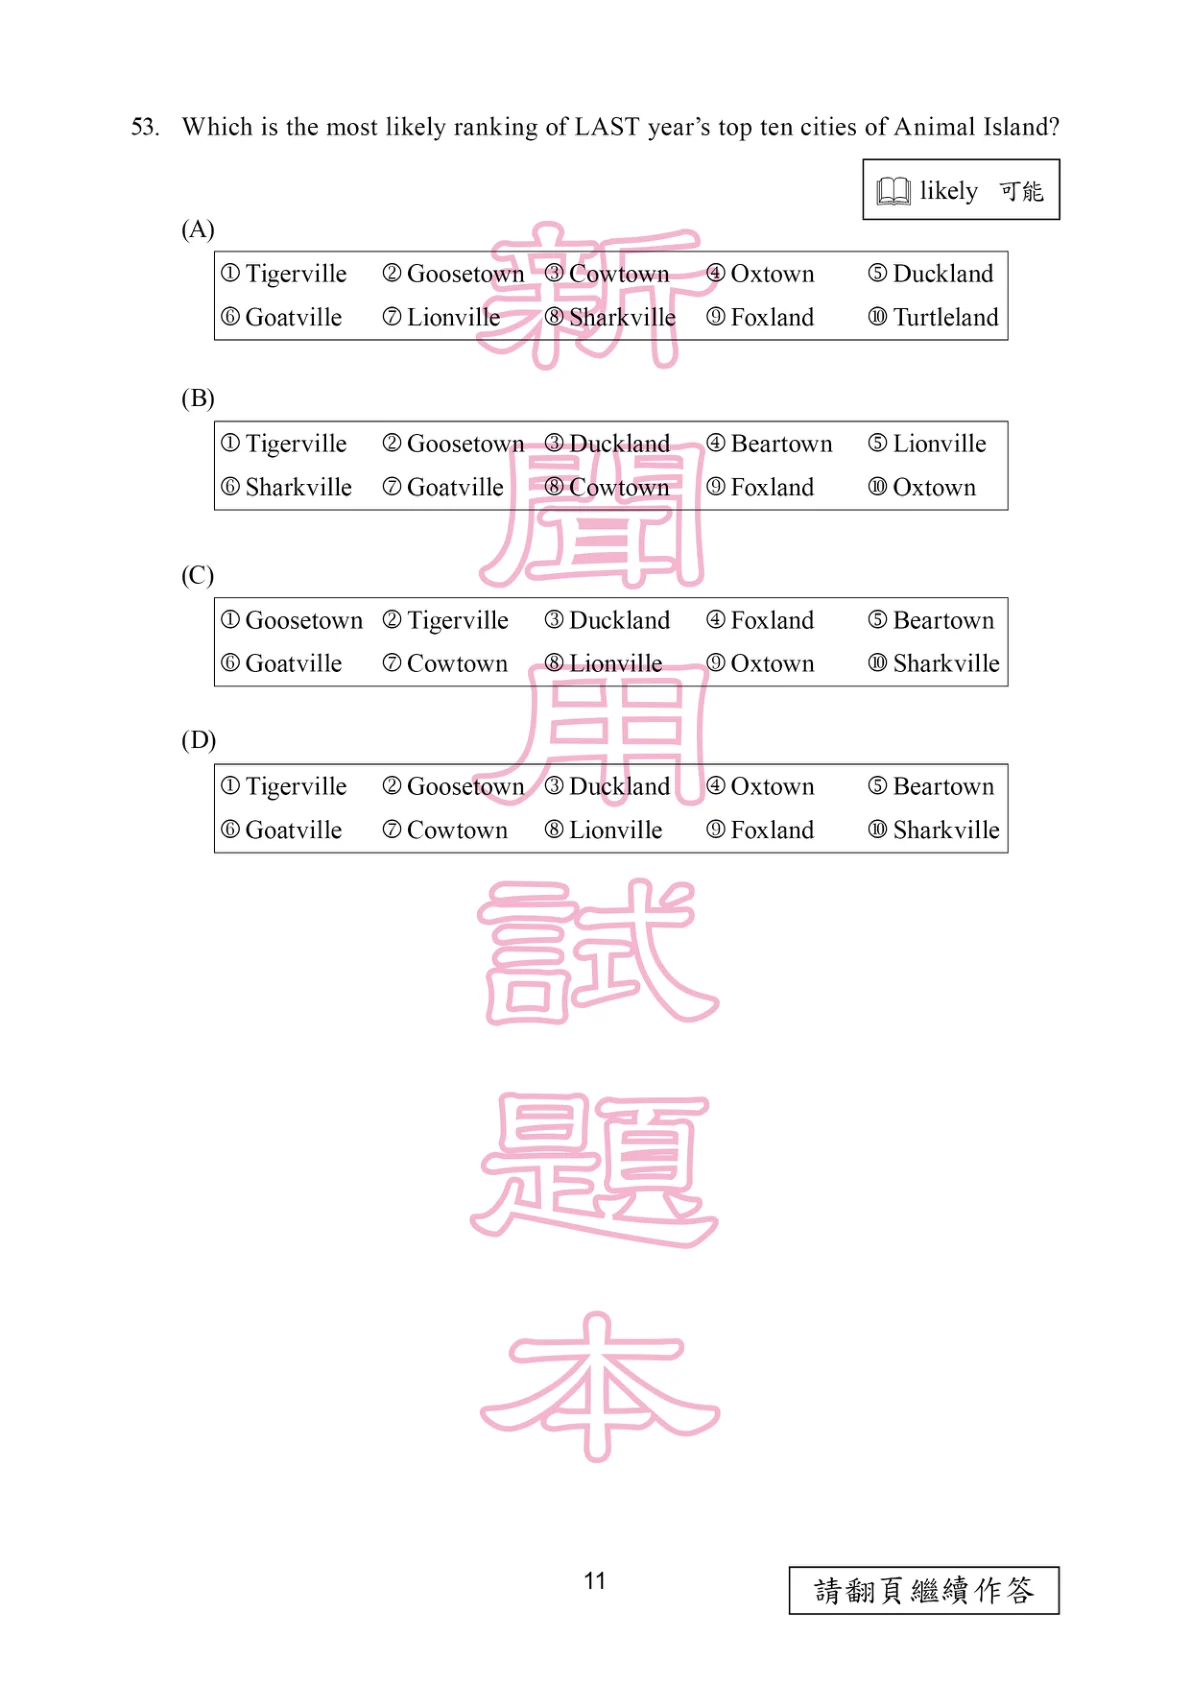 53. Which is the most likely ranking of LAST year’s top ten cities of Animal Island?
likely 可能
(A)
① Tigerville ② Goosetown ③ Cowtown ④ Oxtown ⑤ Duckland
⑥ Goatville ⑦ Lionville ⑧ Sharkville ⑨ Foxland ⑩ Turtleland
(B)
① Tigerville ② Goosetown ③ Duckland ④ Beartown ⑤ Lionville
⑥ Sharkville ⑦ Goatville ⑧ Cowtown ⑨ Foxland ⑩ Oxtown
(C)
① Goosetown ② Tigerville ③ Duckland ④ Foxland ⑤ Beartown
⑥ Goatville ⑦ Cowtown ⑧ Lionville ⑨ Oxtown ⑩ Sharkville
(D)
① Tigerville ② Goosetown ③ Duckland ④ Oxtown ⑤ Beartown
⑥ Goatville ⑦ Cowtown ⑧ Lionville ⑨ Foxland ⑩ Sharkville
新
聞
用
試
題
本
11
請翻頁繼續作答